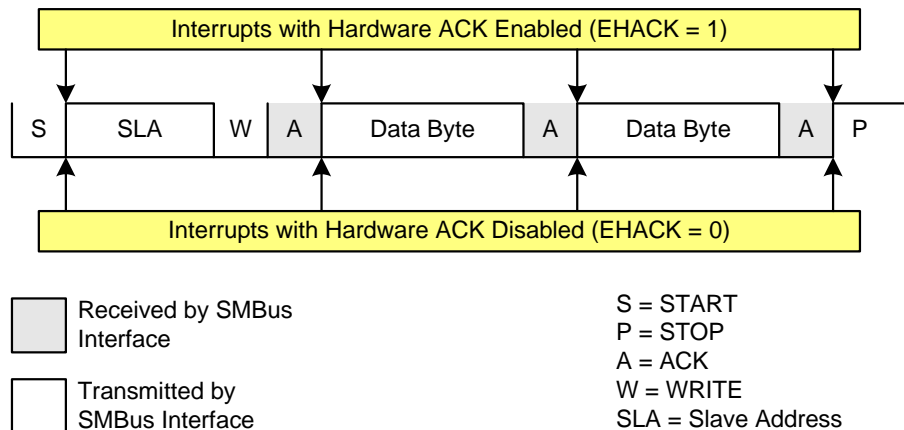 Interrupts with Hardware ACK Enabled (EHACK = 1)
S SLA W A Data Byte A Data Byte A P
Interrupts with Hardware ACK Disabled (EHACK = 0)
Received by SMBus
Interface
Transmitted by
SMBus Interface
S = START
P = STOP
A = ACK
W = WRITE
SLA = Slave Address